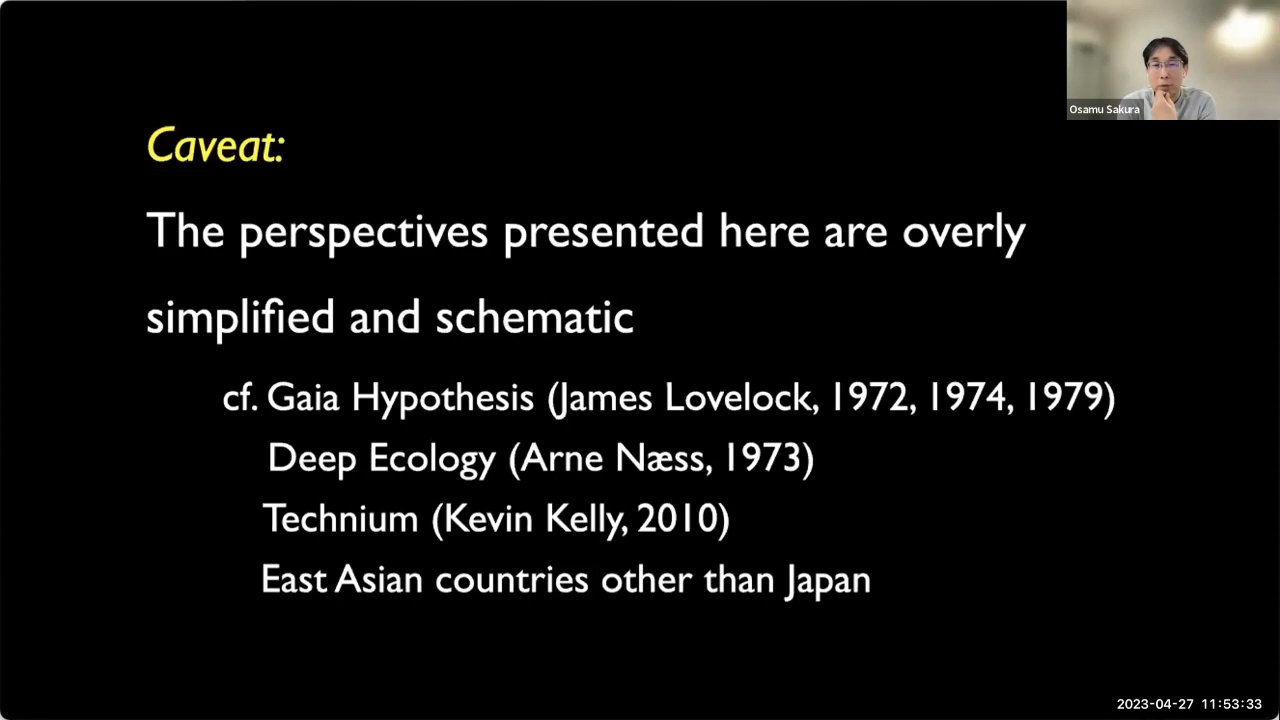 Osamu Sakura
Caveat:
The perspectives presented here are overly
simplified and schematic
cf. Gaia Hypothesis (James Lovelock, 1972, 1974, 1979)
Deep Ecology (Arne Næss, 1973)
Technium (Kevin Kelly, 2010)
East Asian countries other than Japan
2023-04-27 11:53:33